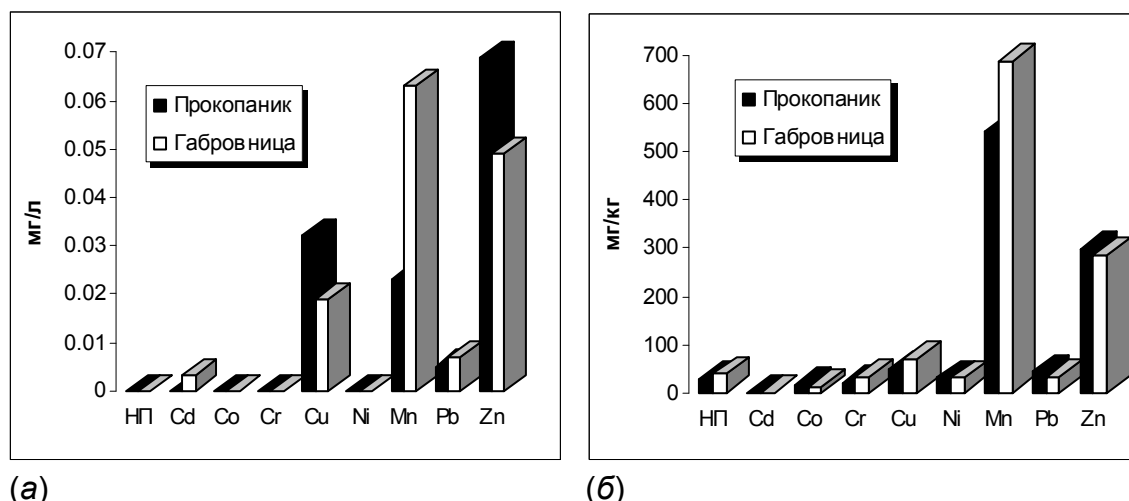 0.07
0.06
0.05
0.04
0.03
0.02
0.01
0
мг/л
Прокопаник
Габровница
НП Cd Co Cr Cu Ni Mn Pb Zn
(а)
700
600
500
400
300
200
100
0
мг/кг
Прокопаник
Габровница
НП Cd Co Cr Cu Ni Mn Pb Zn
(б)